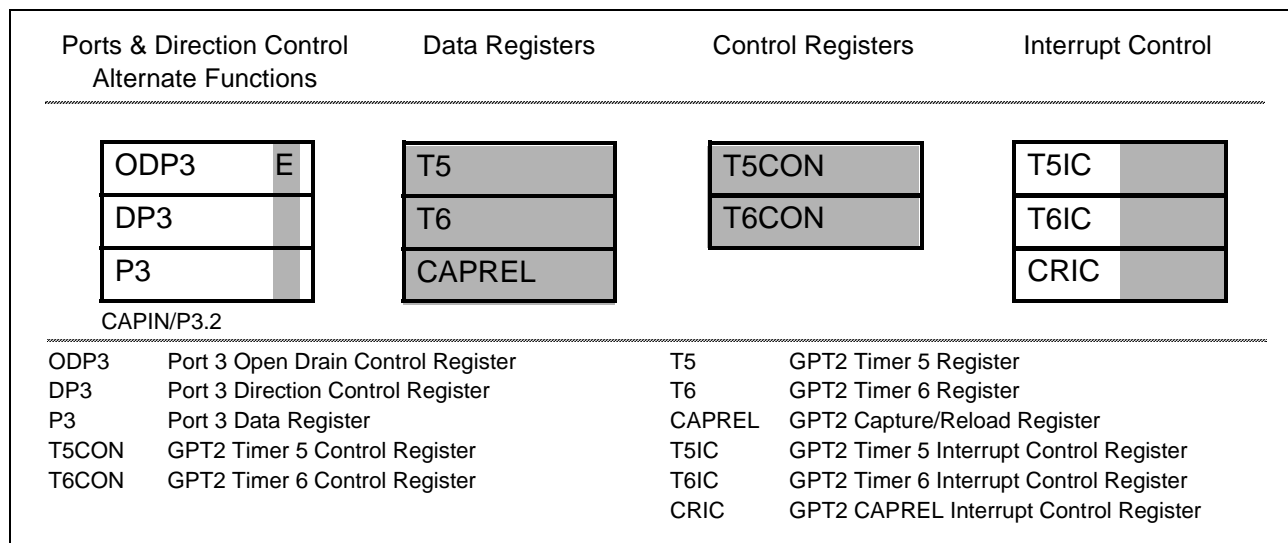 Ports & Direction Control Data Registers Control Registers Interrupt Control
Alternate Functions
ODP3 E T5 T5CON T5IC
DP3 T6 T6CON T6IC
P3 CAPREL CRIC
CAPIN/P3.2
ODP3 Port 3 Open Drain Control Register T5 GPT2 Timer 5 Register
DP3 Port 3 Direction Control Register T6 GPT2 Timer 6 Register
P3 Port 3 Data Register CAPREL GPT2 Capture/Reload Register
T5CON GPT2 Timer 5 Control Register T5IC GPT2 Timer 5 Interrupt Control Register
T6CON GPT2 Timer 6 Control Register T6IC GPT2 Timer 6 Interrupt Control Register
CRIC GPT2 CAPREL Interrupt Control Register